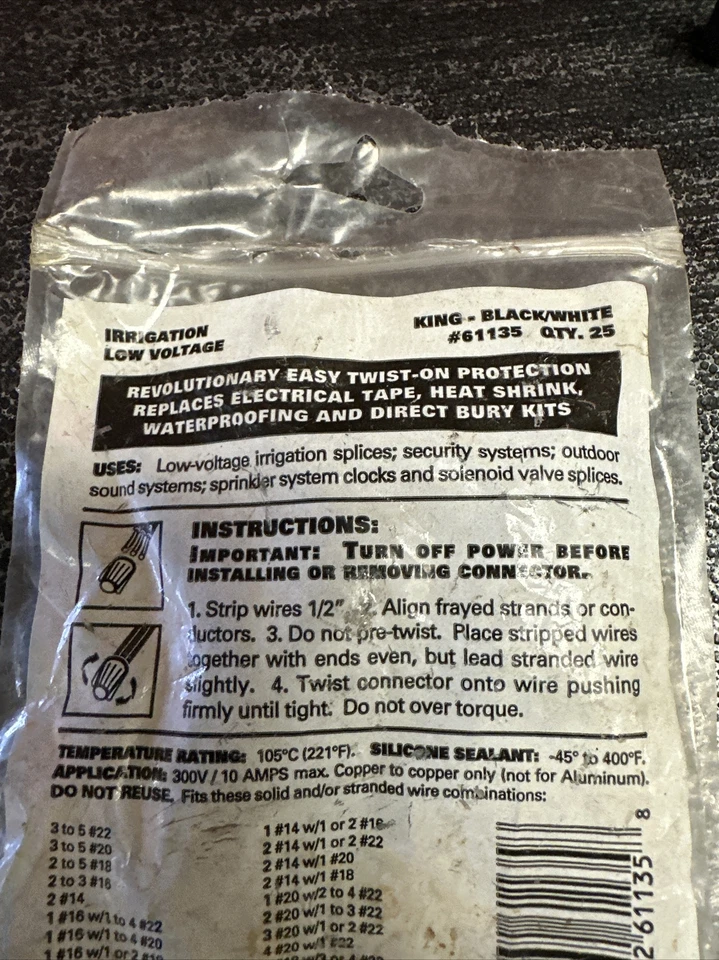 IRRIGATION
LOW VOLTAGE
KING - BLACK/WHITE
#61135 QTY. 25
REVOLUTIONARY EASY TWIST-ON PROTECTION
REPLACES ELECTRICAL TAPE, HEAT SHRINK,
WATERPROOFING AND DIRECT BURY KITS
USES: Low-voltage irrigation splices; security systems; outdoor
sound systems; sprinkler system clocks and solenoid valve splices.
INSTRUCTIONS:
IMPORTANT: TURN OFF POWER BEFORE
INSTALLING OR REMOVING CONNECTOR.
1. Strip wires 1/2" 2. Align frayed strands or con-
ductors. 3. Do not pre-twist. Place stripped wires
together with ends even, but lead stranded wire
slightly. 4. Twist connector onto wire pushing
firmly until tight. Do not over torque.
TEMPERATURE RATING: 105°C (221°F). SILICONE SEALANT: -45° to 400°F.
APPLICATION: 300V / 10 AMPS max. Copper to copper only (not for Aluminum).
DO NOT REUSE. Fits these solid and/or stranded wire combinations:
3 to 5 #22
3 to 5 #20
2 to 5 #18
2 to 3 #16
2 #14
1 #16 w/1 to 4 #22
1 #16 w/1 to 4 #20
1 #16 w/1 or 2 #18
1 #14 w/1 or 2 #16
2 #14 w/1 or 2 #22
2 #14 w/1 #20
2 #14 w/1 #18
1 #20 w/2 to 4 #22
2 #20 w/1 to 3 #22
3 #20 w/1 or 2 #22
4 #20 w/1 #22
2 61135 8